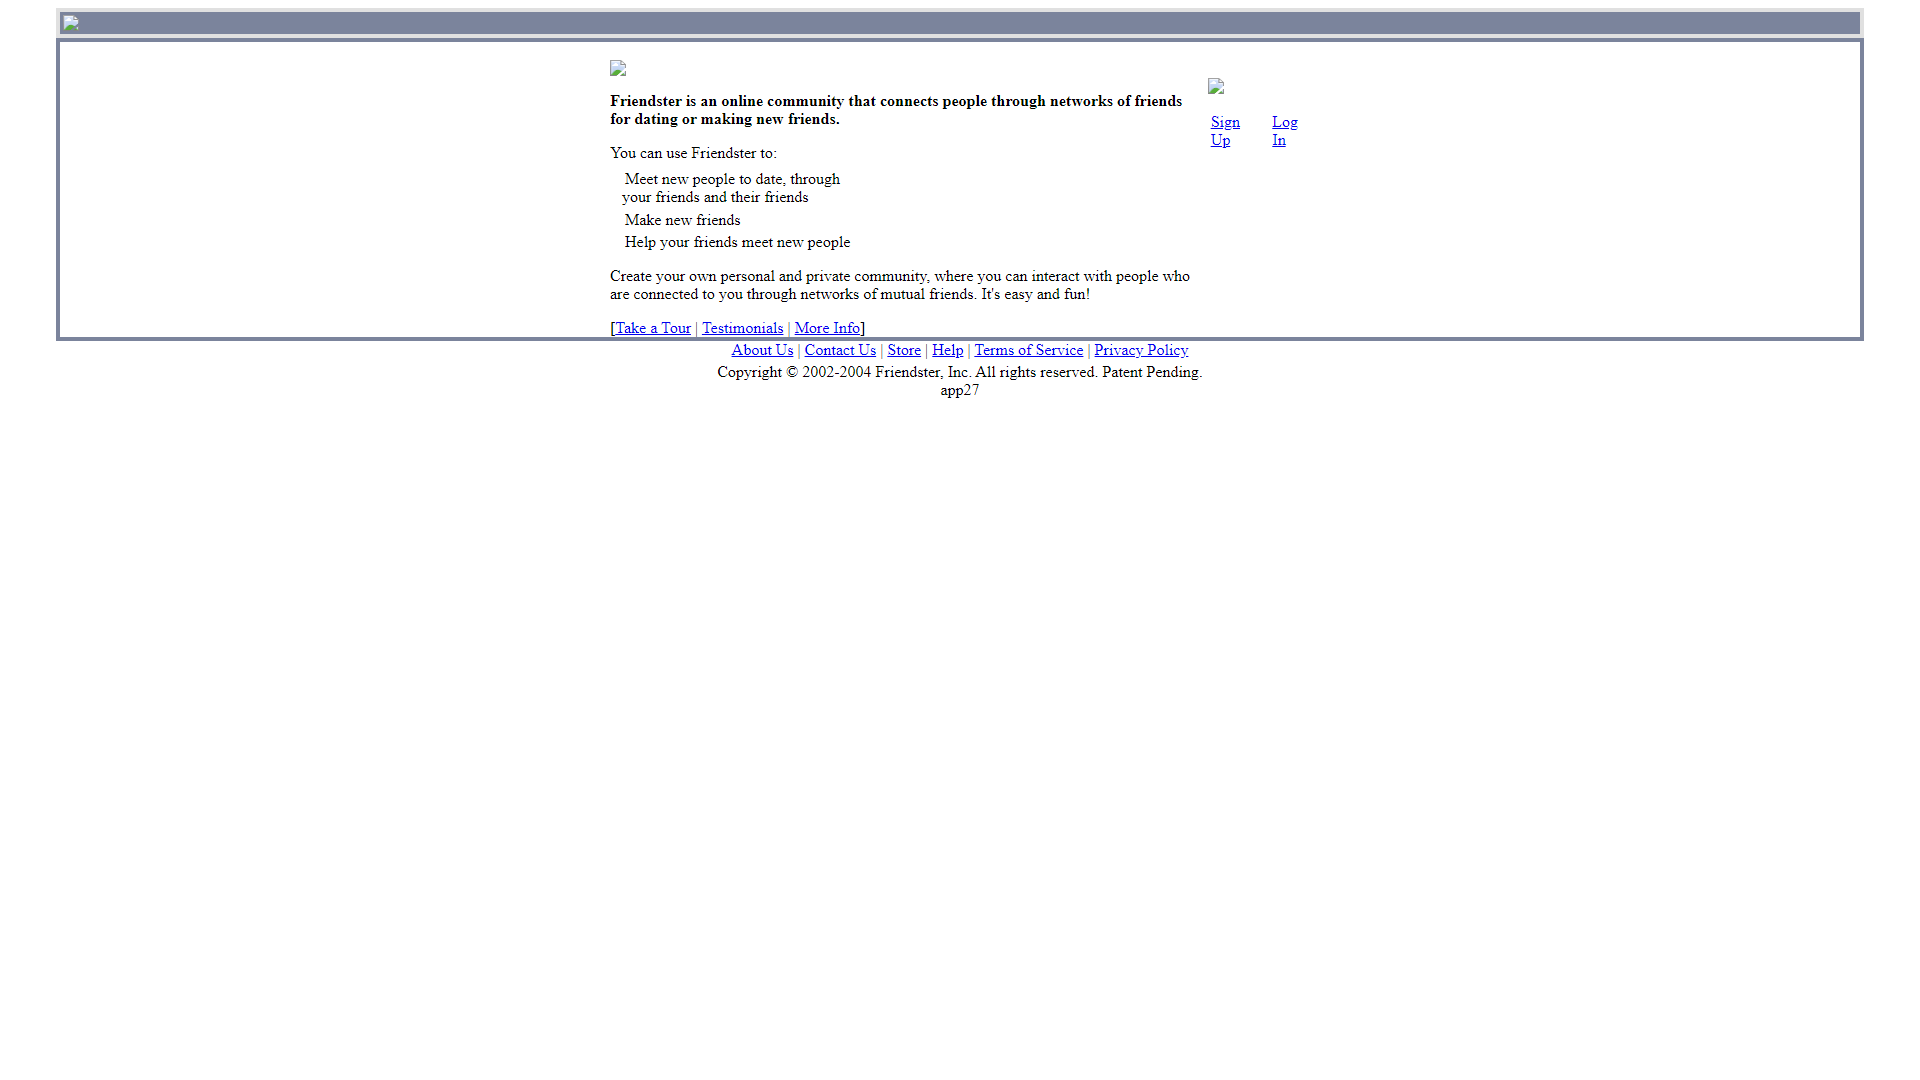 Friendster is an online community that connects people through networks of friends
for dating or making new friends.
You can use Friendster to:
Meet new people to date, through
your friends and their friends
Make new friends
Help your friends meet new people
Create your own personal and private community, where you can interact with people who
are connected to you through networks of mutual friends. It's easy and fun!
[Take a Tour | Testimonials | More Info]
Sign Up
Log In
About Us | Contact Us | Store | Help | Terms of Service | Privacy Policy
Copyright © 2002-2004 Friendster, Inc. All rights reserved. Patent Pending.
app27